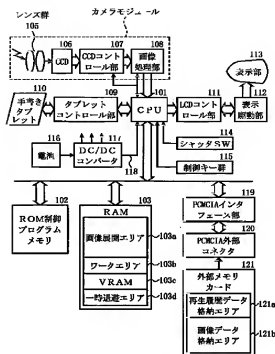 カメラモジュール
レンズ群
105
106
107
108
CCD
CCDコント
ロール部
画像
処理部
113
表示部
110
109
101
111
112
手書きタ
ブレット
タブレット
コントロール部
CPU
LCDコント
ロール部
表示
駆動部
114
シャッタSW
115
制御キー群
116
電池
117
DC/DC
コンバータ
118
119
PCMCIAインタ
フェース部
120
PCMCIA外部
コネクタ
102
ROM制御
プログラム
メモリ
103
RAM
画像展開エリア
103a
ワークエリア
103b
VRAM
103c
一時退避エリア
103d
121
外部メモリ
カード
再生履歴データ
格納エリア
121a
画像データ
格納エリア
121b